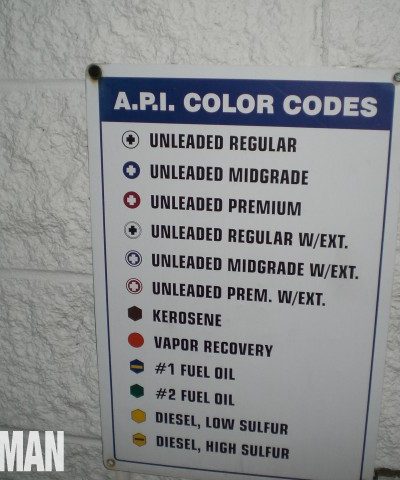 A.P.I. COLOR CODES
UNLEADED REGULAR
UNLEADED MIDGRADE
UNLEADED PREMIUM
UNLEADED REGULAR W/EXT.
UNLEADED MIDGRADE W/EXT.
UNLEADED PREM. W/EXT.
KEROSENE
VAPOR RECOVERY
#1 FUEL OIL
#2 FUEL OIL
DIESEL, LOW SULFUR
DIESEL, HIGH SULFUR
MAN